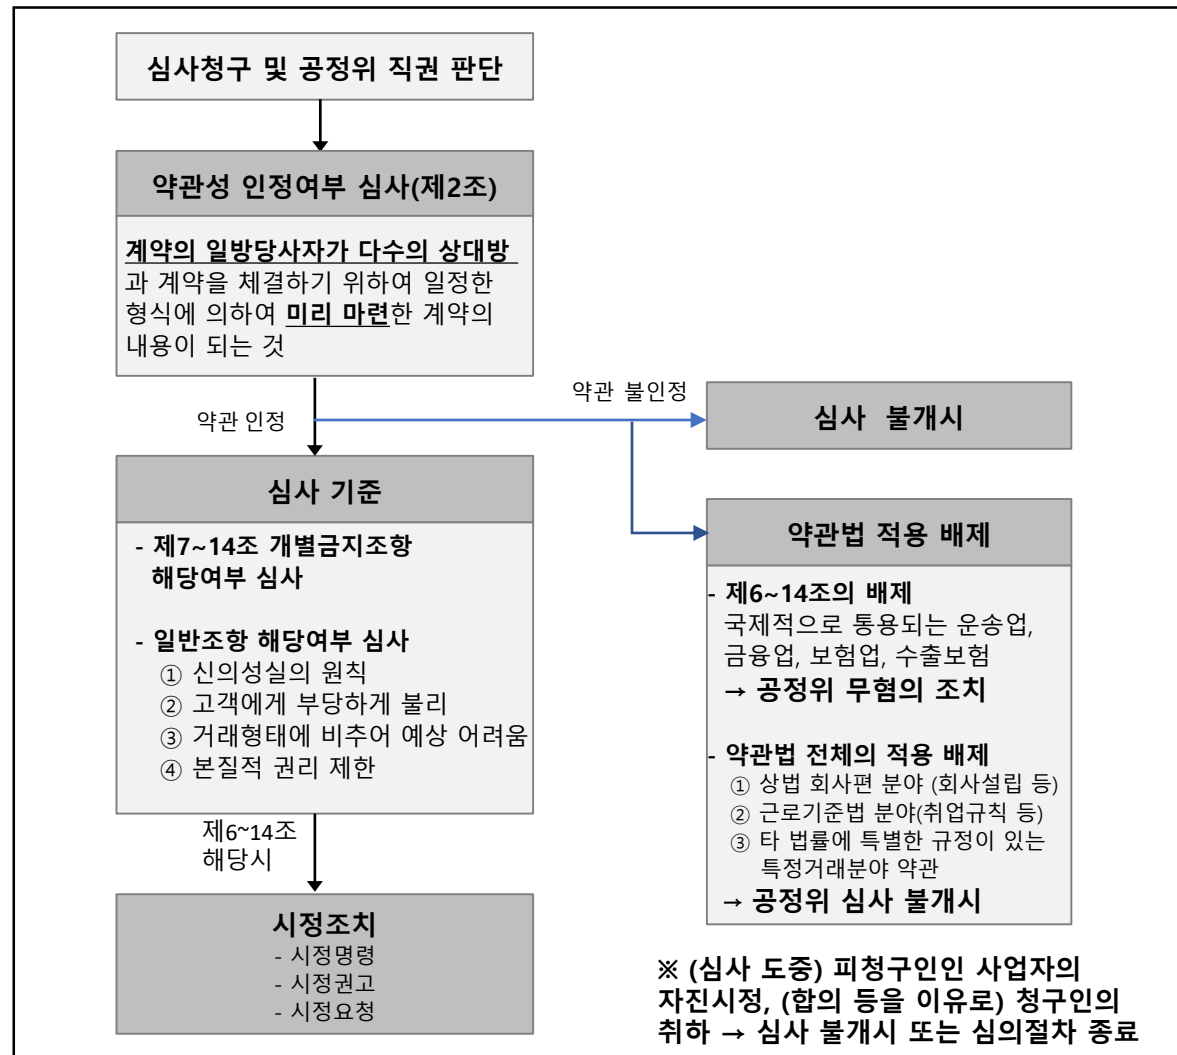 심사청구 및 공정위 직권 판단
약관성 인정여부 심사(제2조)
계약의 일방당사자가 다수의 상대방
과 계약을 체결하기 위하여 일정한
형식에 의하여 미리 마련한 계약의
내용이 되는 것
약관 인정
약관 불인정
심사 불개시
심사 기준
- 제7~14조 개별금지조항
해당여부 심사
- 일반조항 해당여부 심사
① 신의성실의 원칙
② 고객에게 부당하게 불리
③ 거래형태에 비추어 예상 어려움
④ 본질적 권리 제한
약관법 적용 배제
- 제6~14조의 배제
국제적으로 통용되는 운송업,
금융업, 보험업, 수출보험
→ 공정위 무혐의 조치
- 약관법 전체의 적용 배제
① 상법 회사편 분야 (회사설립 등)
② 근로기준법 분야(취업규칙 등)
③ 타 법률에 특별한 규정이 있는
특정거래분야 약관
→ 공정위 심사 불개시
제6~14조
해당시
시정조치
- 시정명령
- 시정권고
- 시정요청
※ (심사 도중) 피청구인인 사업자의
자진시정, (합의 등을 이유로) 청구인의
취하 → 심사 불개시 또는 심의절차 종료